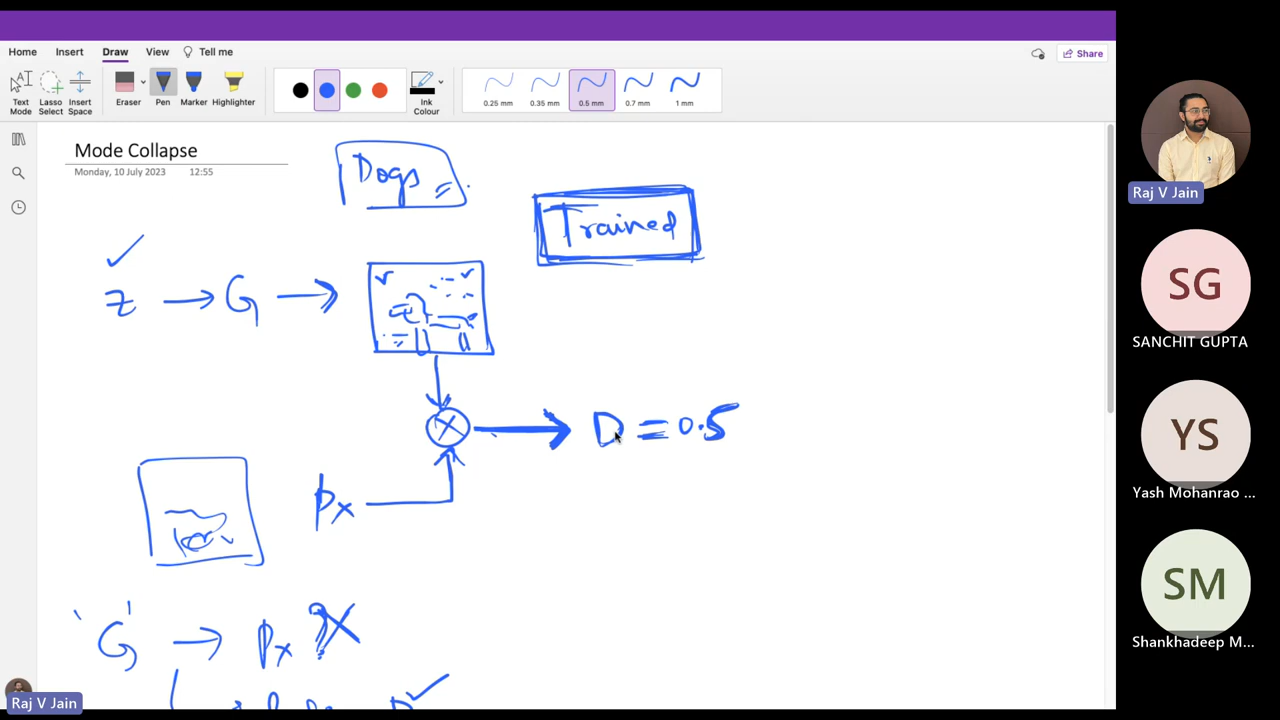 Home Insert Draw View Tell me
Share
Text Mode
Lasso Select
Insert Space
Eraser
Pen
Marker
Highlighter
Ink Colour
0.25 mm
0.35 mm
0.5 mm
0.7 mm
1 mm
Mode Collapse
Monday, 10 July 2023 12:55
Dogs
Trained
z → G →
D = 0.5
px
'G' → px
Raj V Jain
SG
SANCHIT GUPTA
YS
Yash Mohanrao ...
SM
Shankhadeep M...
Raj V Jain